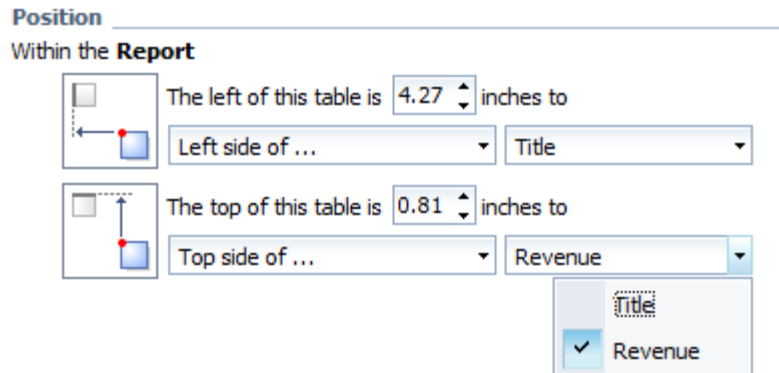 Position
Within the Report
The left of this table is 4.27 inches to
Left side of ... Title
The top of this table is 0.81 inches to
Top side of ... Revenue
Title
Revenue